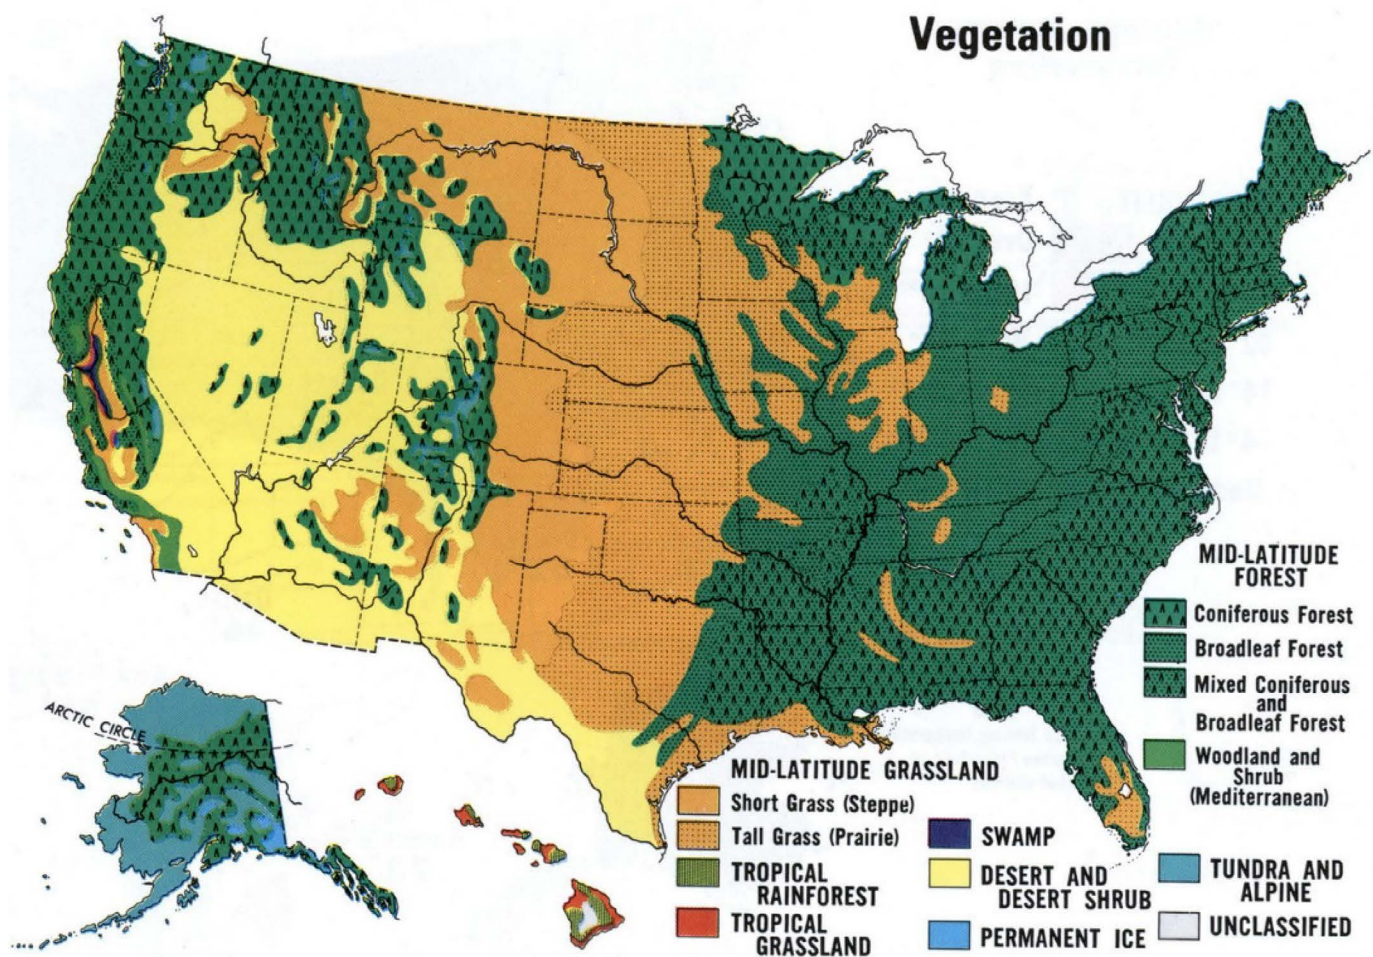 Vegetation
MID-LATITUDE
FOREST
Coniferous Forest
Broadleaf Forest
Mixed Coniferous
and
Broadleaf Forest
Woodland and
Shrub
(Mediterranean)
ARCTIC CIRCLE
MID-LATITUDE GRASSLAND
Short Grass (Steppe)
Tall Grass (Prairie)
TROPICAL
RAINFOREST
TROPICAL
GRASSLAND
SWAMP
DESERT AND
DESERT SHRUB
PERMANENT ICE
TUNDRA AND
ALPINE
UNCLASSIFIED